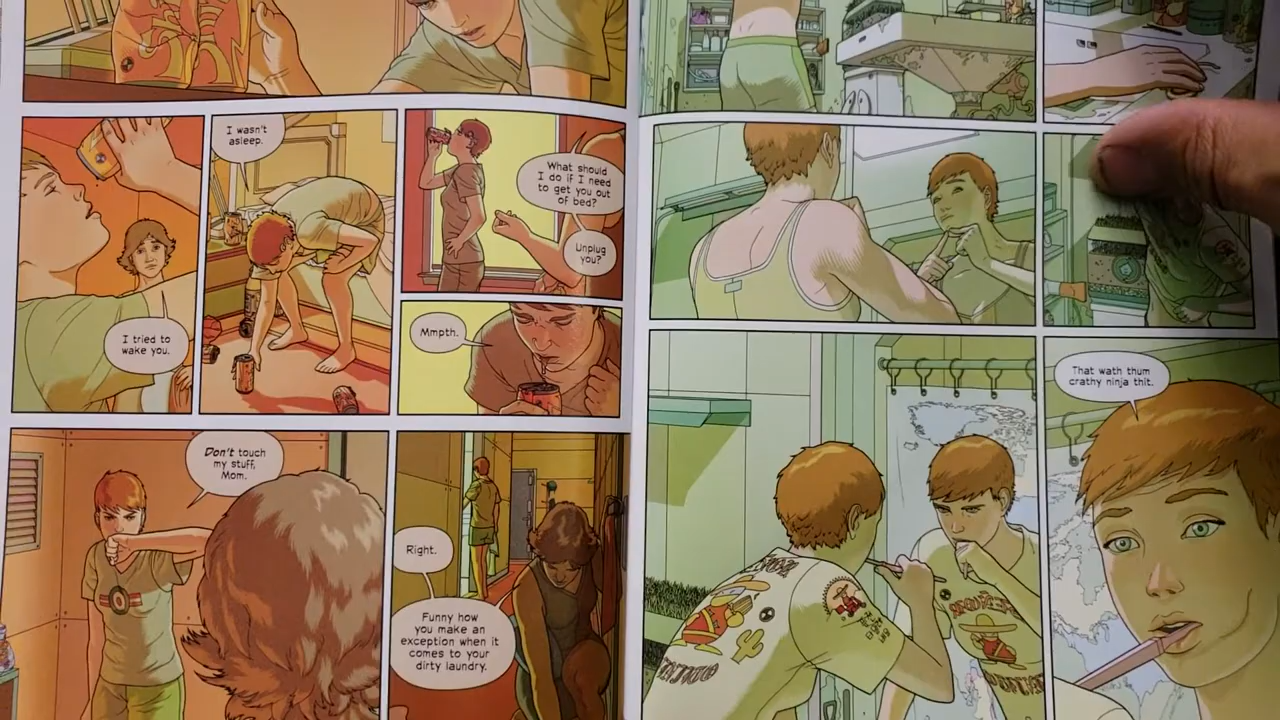 I tried to
wake you.
I wasn't
asleep.
What should
I do if I need
to get you out
of bed?
Unplug
you?
Mmpth.
Don't touch
my stuff,
Mom.
Right.
Funny how
you make an
exception when it
comes to your
dirty laundry.
That wath thum
crathy ninja thit.